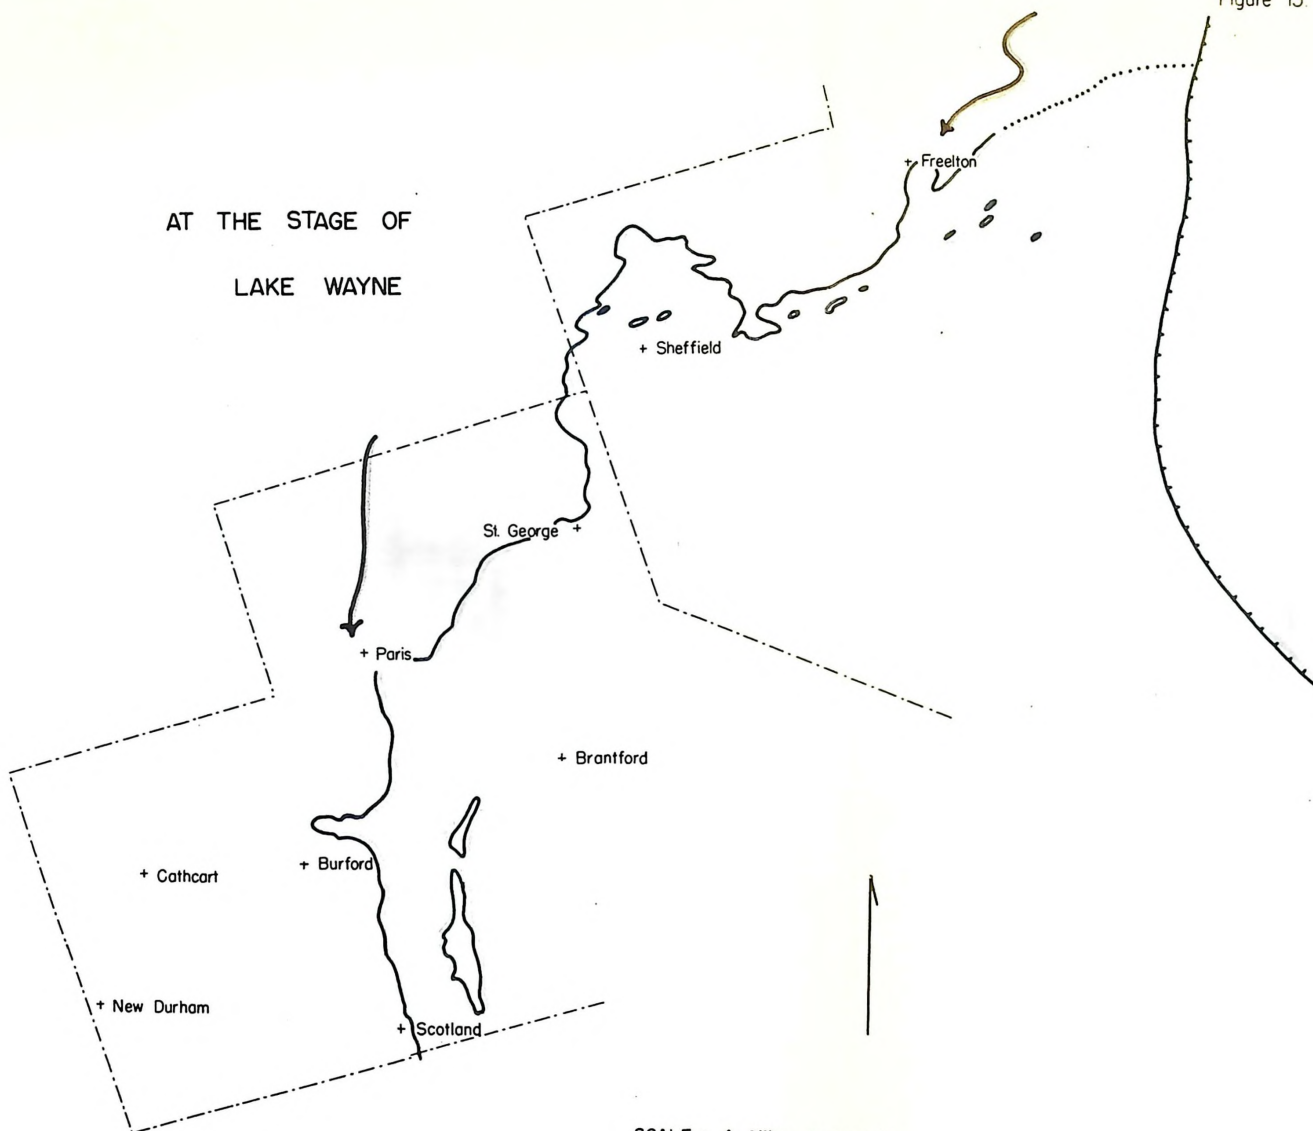 Figure 15.
AT THE STAGE OF
LAKE WAYNE
+ Freelton
+ Sheffield
St. George +
+ Paris
+ Brantford
+ Burford
+ Cathcart
+ New Durham
+ Scotland